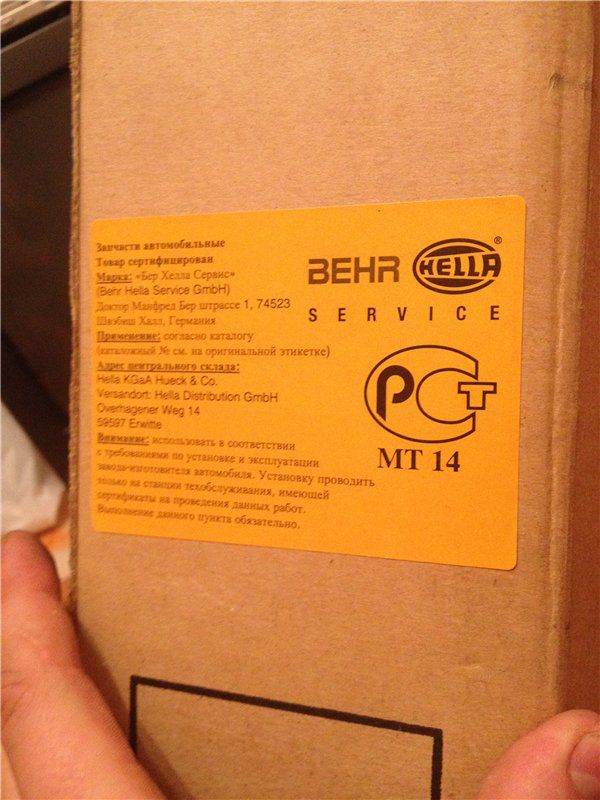 Запчасти автомобильные
Товар сертифицирован
Марка: «Бер Хелла Сервис»
(Behr Hella Service GmbH)
Доктор Манфред Бер штрассе 1, 74523
Швэбиш Халл, Германия
Применение: согласно каталогу
(каталожный № см. на оригинальной этикетке)
Адрес центрального склада:
Hella KGaA Hueck & Co.
Versandort: Hella Distribution GmbH
Overhagener Weg 14
59597 Erwitte
Внимание: использовать в соответствии
с требованиями по установке и эксплуатации
завода-изготовителя автомобиля. Установку проводить
только на станции техобслуживания, имеющей
сертификаты на проведения данных работ.
Выполнение данного пункта обязательно.
BEHR HELLA®
SERVICE
РСТ
МТ 14